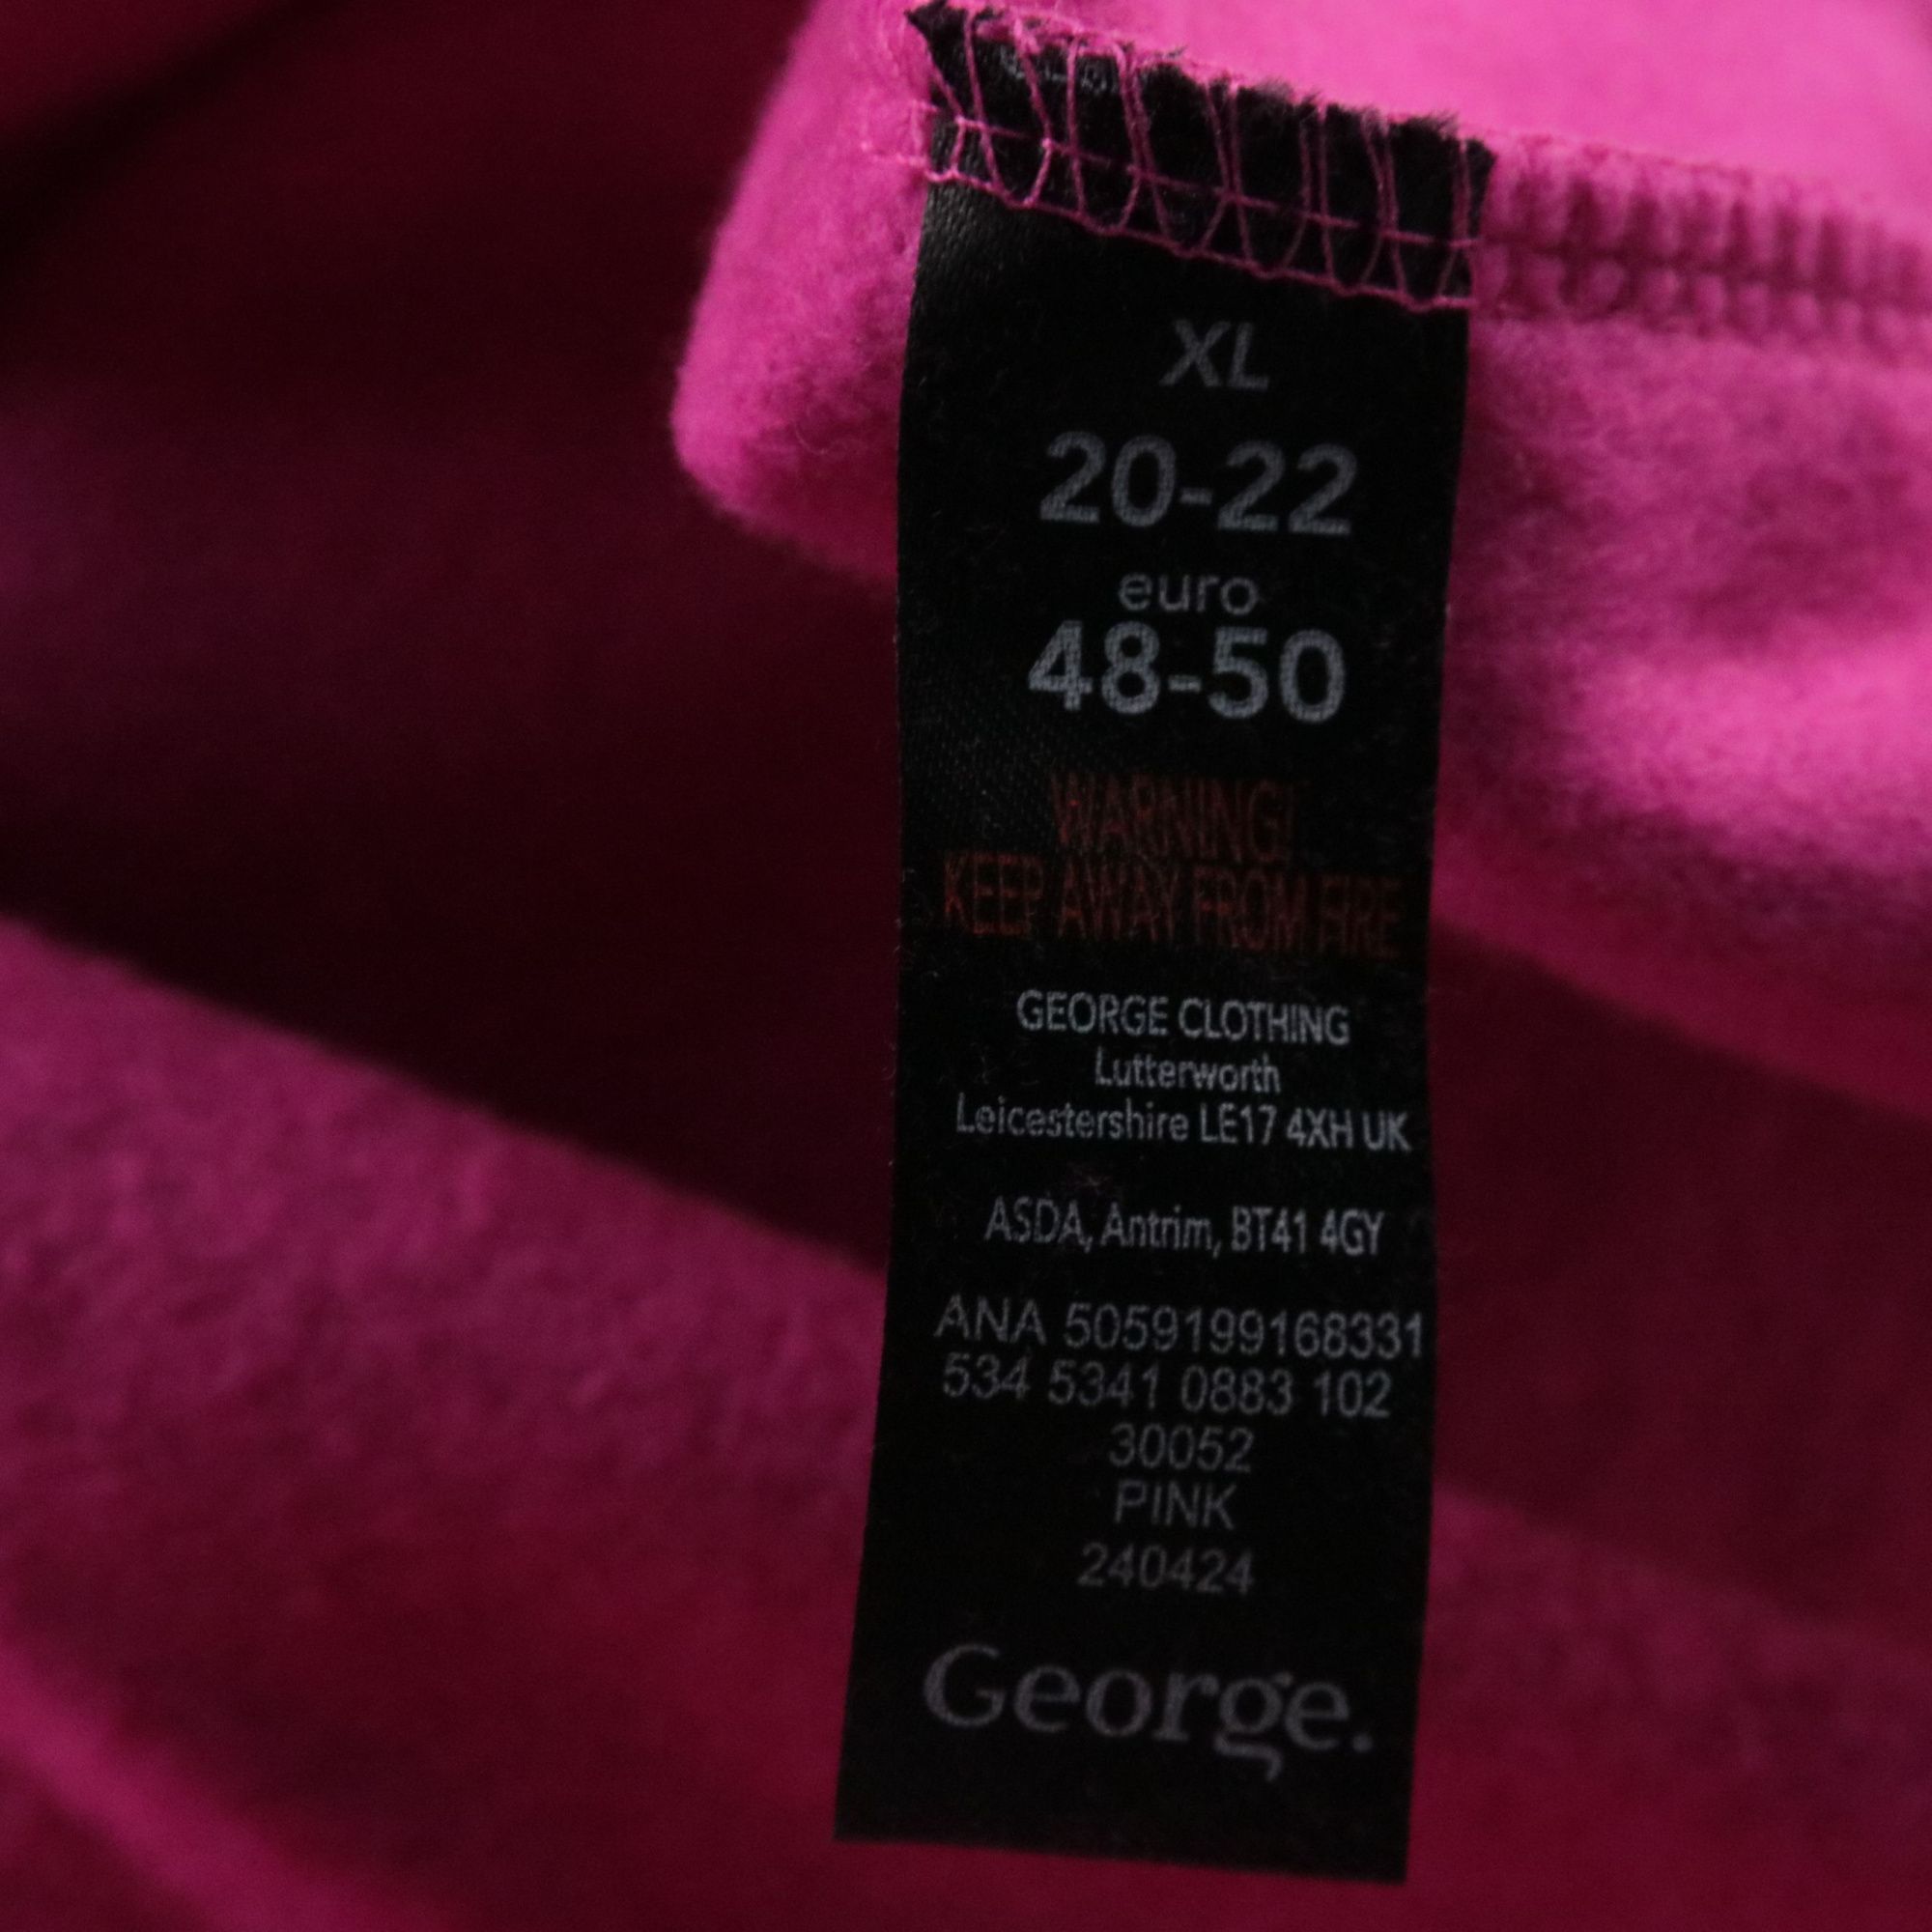 XL
20-22
euro
48-50
WARNING!
KEEP AWAY FROM FIRE
GEORGE CLOTHING
Lutterworth
Leicestershire LE17 4XH UK
ASDA, Antrim, BT41 4GY
ANA 5059199168331
534 5341 0883 102
30052
PINK
240424
George.